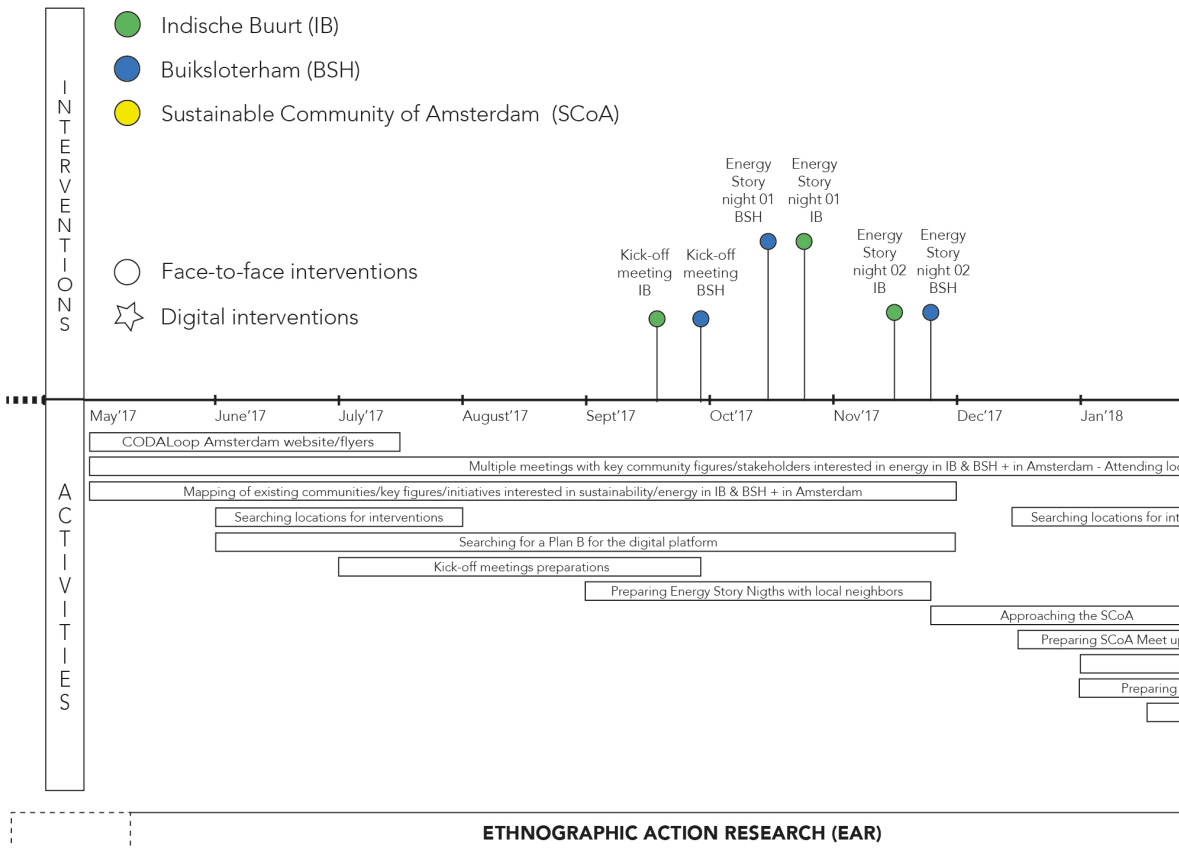 INTERVENTIONS
Indische Buurt (IB)
Buiksloterham (BSH)
Sustainable Community of Amsterdam (SCoA)
Face-to-face interventions
Digital interventions
Kick-off
meeting
IB
Kick-off
meeting
BSH
Energy
Story
night 01
BSH
Energy
Story
night 01
IB
Energy
Story
night 02
IB
Energy
Story
night 02
BSH
May'17
June'17
July'17
August'17
Sept'17
Oct'17
Nov'17
Dec'17
Jan'18
ACTIVITIES
CODALoop Amsterdam website/flyers
Multiple meetings with key community figures/stakeholders interested in energy in IB & BSH + in Amsterdam - Attending loc
Mapping of existing communities/key figures/initiatives interested in sustainability/energy in IB & BSH + in Amsterdam
Searching locations for interventions
Searching locations for int
Searching for a Plan B for the digital platform
Kick-off meetings preparations
Preparing Energy Story Nigths with local neighbors
Approaching the SCoA
Preparing SCoA Meet up
Preparing
ETHNOGRAPHIC ACTION RESEARCH (EAR)